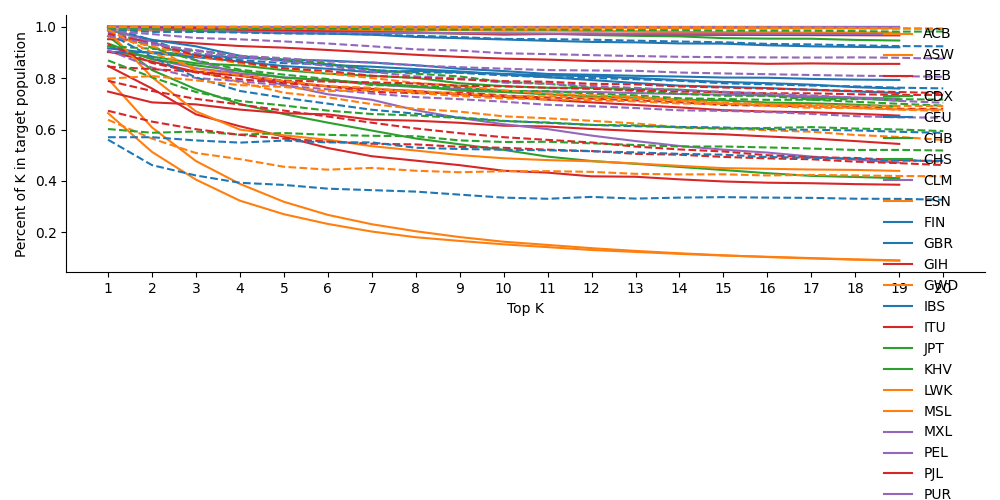 Percent of K in target population
1.0
0.8
0.6
0.4
0.2
1 2 3 4 5 6 7 8 9 10 11 12 13 14 15 16 17 18 19 20
Top K
ACB
ASW
BEB
CDX
CEU
CHB
CHS
CLM
ESN
FIN
GBR
GIH
GWD
IBS
ITU
JPT
KHV
LWK
MSL
MXL
PEL
PJL
PUR